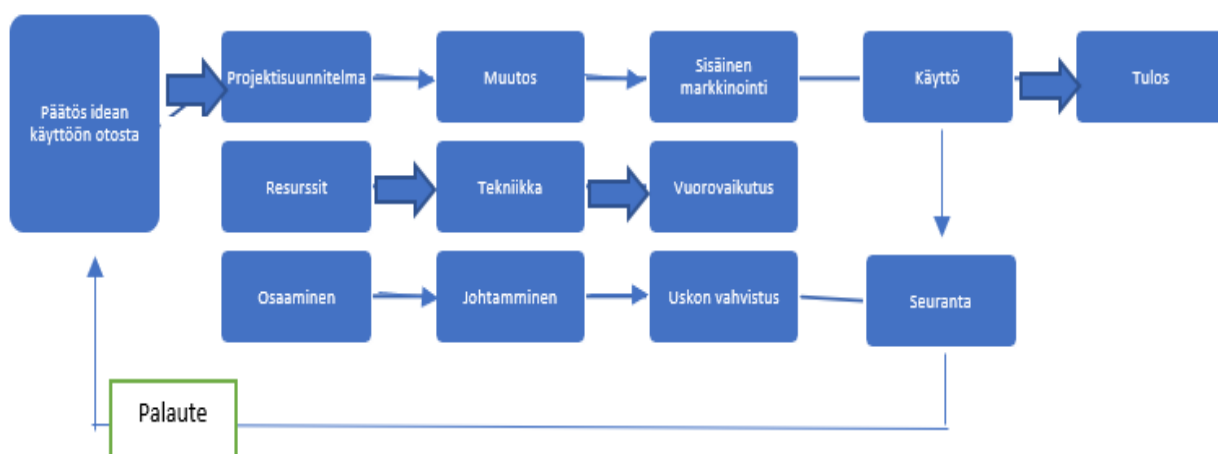 Päätös idean
käyttöön otosta
Projektisuunnitelma
Muutos
Sisäinen
markkinointi
Käyttö
Tulos
Resurssit
Tekniikka
Vuorovaikutus
Osaaminen
Johtamminen
Uskon vahvistus
Seuranta
Palaute